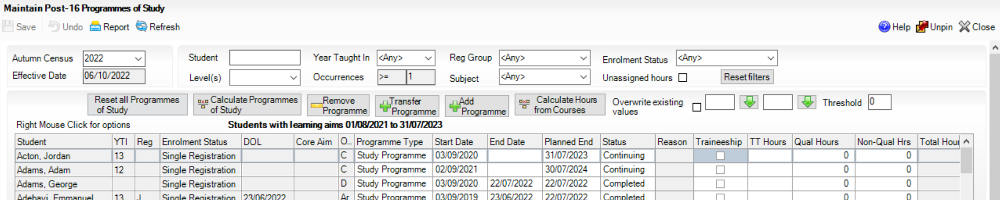 Maintain Post-16 Programmes of Study
Save Undo Report Refresh Help Unpin Close
Autumn Census 2022 Student Year Taught In <Any> Reg Group <Any> Enrolment Status <Any>
Effective Date 06/10/2022 Level(s) Occurrences >= 1 Subject <Any> Unassigned hours Reset filters
Reset all Programmes of Study Calculate Programmes of Study Remove Programme Transfer Programme Add Programme Calculate Hours from Courses Overwrite existing values Threshold 0
Right Mouse Click for options Students with learning aims 01/08/2021 to 31/07/2023
Student YTI Reg Enrolment Status DOL Core Aim O... Programme Type Start Date End Date Planned End Status Reason Traineeship TT Hours Qual Hours Non-Qual Hrs Total Hour
Acton, Jordan 13 Single Registration C Study Programme 03/09/2020 31/07/2023 Continuing 0 0
Adams, Adam 12 Single Registration C Study Programme 02/09/2021 30/07/2024 Continuing 0 0
Adams, George Single Registration D Study Programme 03/09/2020 22/07/2022 22/07/2022 Completed 0 0
Adebayi, Emmanuel 13 J Single Registration 23/06/2022 Ar Study Programme 03/09/2019 23/06/2022 22/07/2022 Completed 0 0